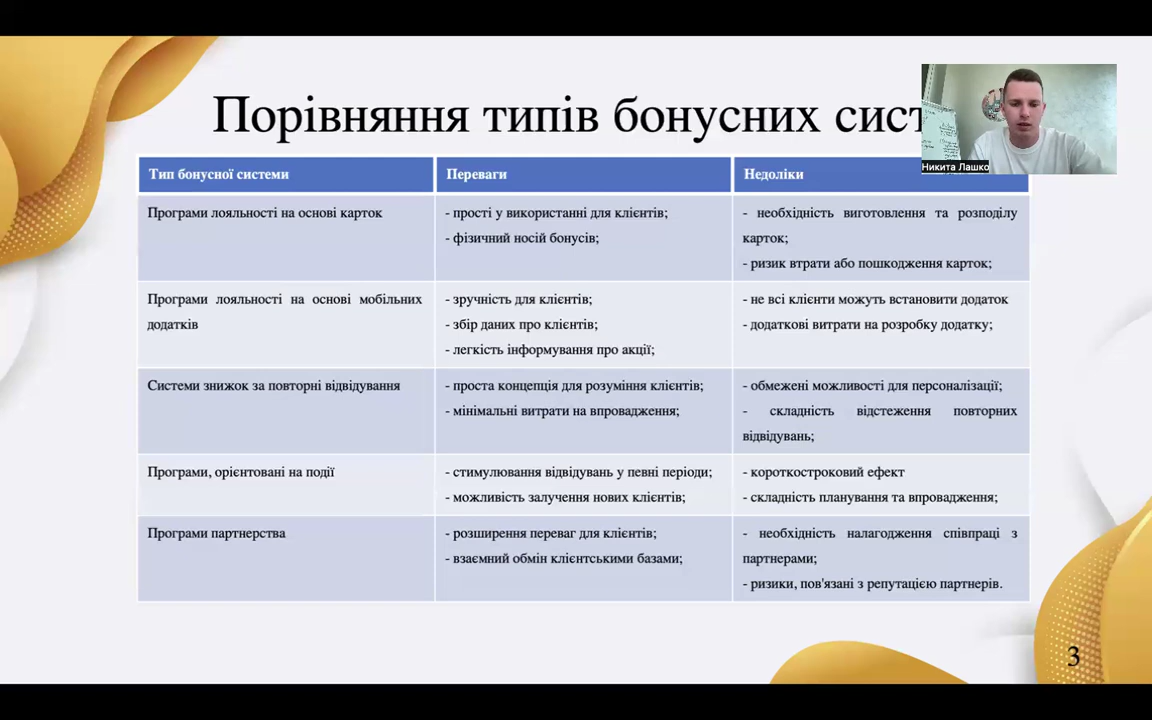 Порівняння типів бонусних сист
Никита Лашко
Тип бонусної системи
Переваги
Недоліки
Програми лояльності на основі карток
- прості у використанні для клієнтів;
- фізичний носій бонусів;
- необхідність виготовлення та розподілу
карток;
- ризик втрати або пошкодження карток;
Програми лояльності на основі мобільних
додатків
- зручність для клієнтів;
- збір даних про клієнтів;
- легкість інформування про акції;
- не всі клієнти можуть встановити додаток
- додаткові витрати на розробку додатку;
Системи знижок за повторні відвідування
- проста концепція для розуміння клієнтів;
- мінімальні витрати на впровадження;
- обмежені можливості для персоналізації;
- складність відстеження повторних
відвідувань;
Програми, орієнтовані на події
- стимулювання відвідувань у певні періоди;
- можливість залучення нових клієнтів;
- короткостроковий ефект
- складність планування та впровадження;
Програми партнерства
- розширення переваг для клієнтів;
- взаємний обмін клієнтськими базами;
- необхідність налагодження співпраці з
партнерами;
- ризики, пов'язані з репутацією партнерів.
3